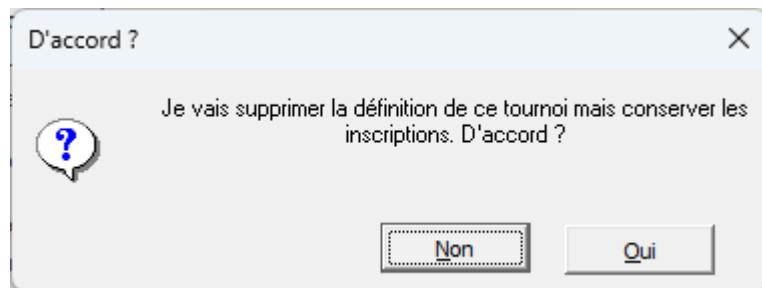 D'accord ?
Je vais supprimer la définition de ce tournoi mais conserver les
inscriptions. D'accord ?
Non
Oui